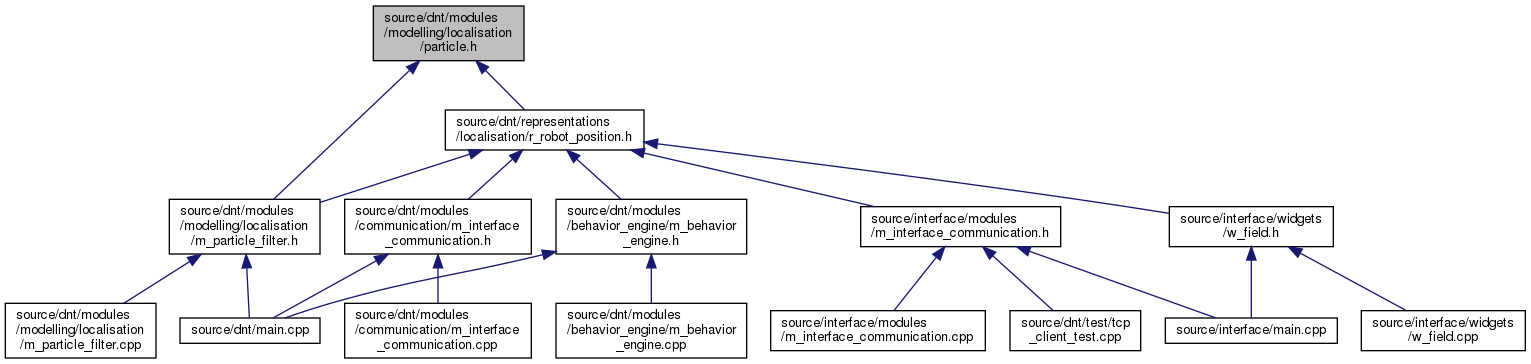 source/dnt/modules
/modelling/localisation
/particle.h
source/dnt/representations
/localisation/r_robot_position.h
source/dnt/modules
/modelling/localisation
/m_particle_filter.h
source/dnt/modules
/communication/m_interface
_communication.h
source/dnt/modules
/behavior_engine/m_behavior
_engine.h
source/interface/modules
/m_interface_communication.h
source/interface/widgets
/w_field.h
source/dnt/modules
/modelling/localisation
/m_particle_filter.cpp
source/dnt/main.cpp
source/dnt/modules
/communication/m_interface
_communication.cpp
source/dnt/modules
/behavior_engine/m_behavior
_engine.cpp
source/interface/modules
/m_interface_communication.cpp
source/dnt/test/tcp
_client_test.cpp
source/interface/main.cpp
source/interface/widgets
/w_field.cpp